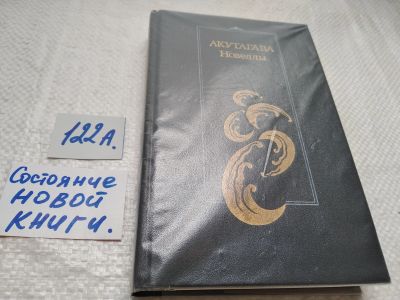 АКУТАГАВА
Новеллы
122А.
Состояние
НОВОЙ
КНИГИ.